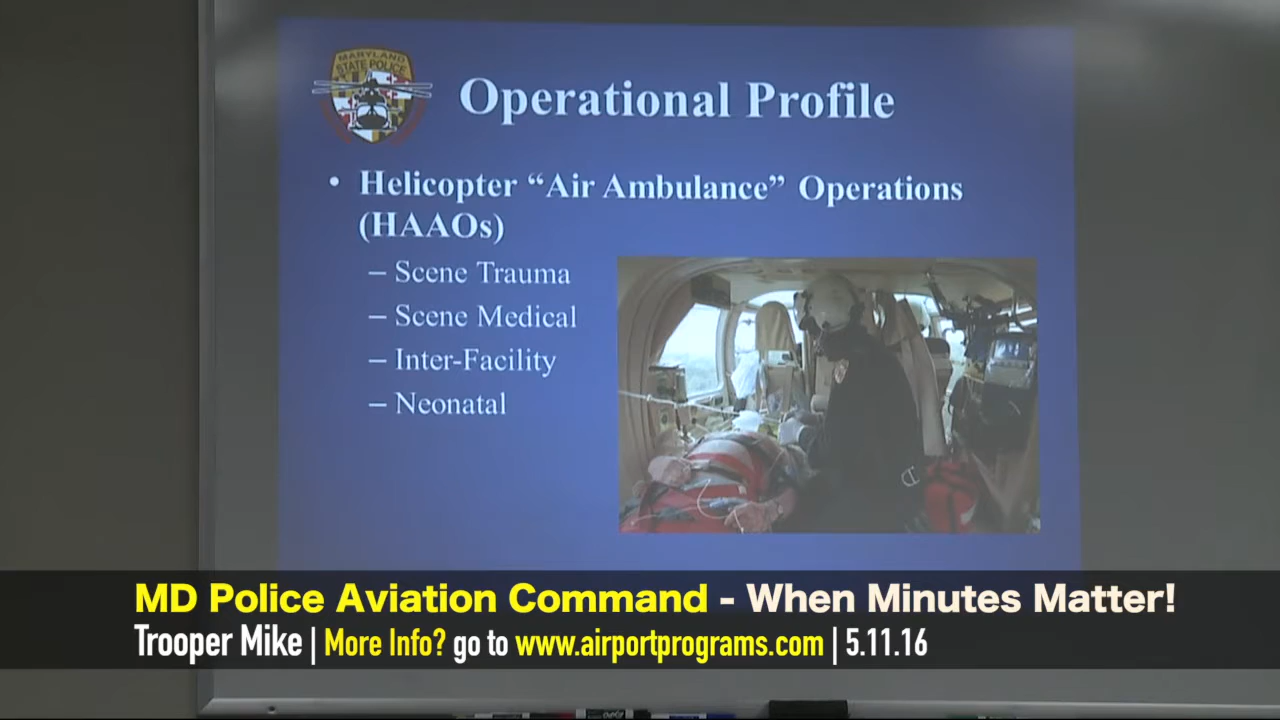 MARYLAND
STATE POLICE
Operational Profile
• Helicopter “Air Ambulance” Operations
(HAAOs)
– Scene Trauma
– Scene Medical
– Inter-Facility
– Neonatal
MD Police Aviation Command - When Minutes Matter!
Trooper Mike | More Info? go to www.airportprograms.com | 5.11.16